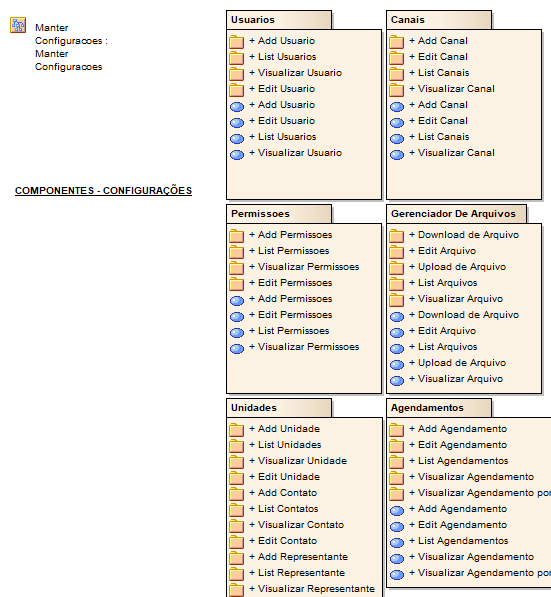 Manter
Configuracoes :
Manter
Configuracoes
COMPONENTES - CONFIGURAÇÕES
Usuarios
+ Add Usuario
+ List Usuarios
+ Visualizar Usuario
+ Edit Usuario
+ Add Usuario
+ Edit Usuario
+ List Usuarios
+ Visualizar Usuario
Canais
+ Add Canal
+ Edit Canal
+ List Canais
+ Visualizar Canal
+ Add Canal
+ Edit Canal
+ List Canais
+ Visualizar Canal
Permissoes
+ Add Permissoes
+ List Permissoes
+ Visualizar Permissoes
+ Edit Permissoes
+ Add Permissoes
+ Edit Permissoes
+ List Permissoes
+ Visualizar Permissoes
Gerenciador De Arquivos
+ Download de Arquivo
+ Edit Arquivo
+ Upload de Arquivo
+ List Arquivos
+ Visualizar Arquivo
+ Download de Arquivo
+ Edit Arquivo
+ List Arquivos
+ Upload de Arquivo
+ Visualizar Arquivo
Unidades
+ Add Unidade
+ List Unidades
+ Visualizar Unidade
+ Edit Unidade
+ Add Contato
+ List Contatos
+ Visualizar Contato
+ Edit Contato
+ Add Representante
+ List Representante
+ Visualizar Representante
Agendamentos
+ Add Agendamento
+ Edit Agendamento
+ List Agendamentos
+ Visualizar Agendamento
+ Visualizar Agendamento por
+ Add Agendamento
+ Edit Agendamento
+ List Agendamentos
+ Visualizar Agendamento
+ Visualizar Agendamento por